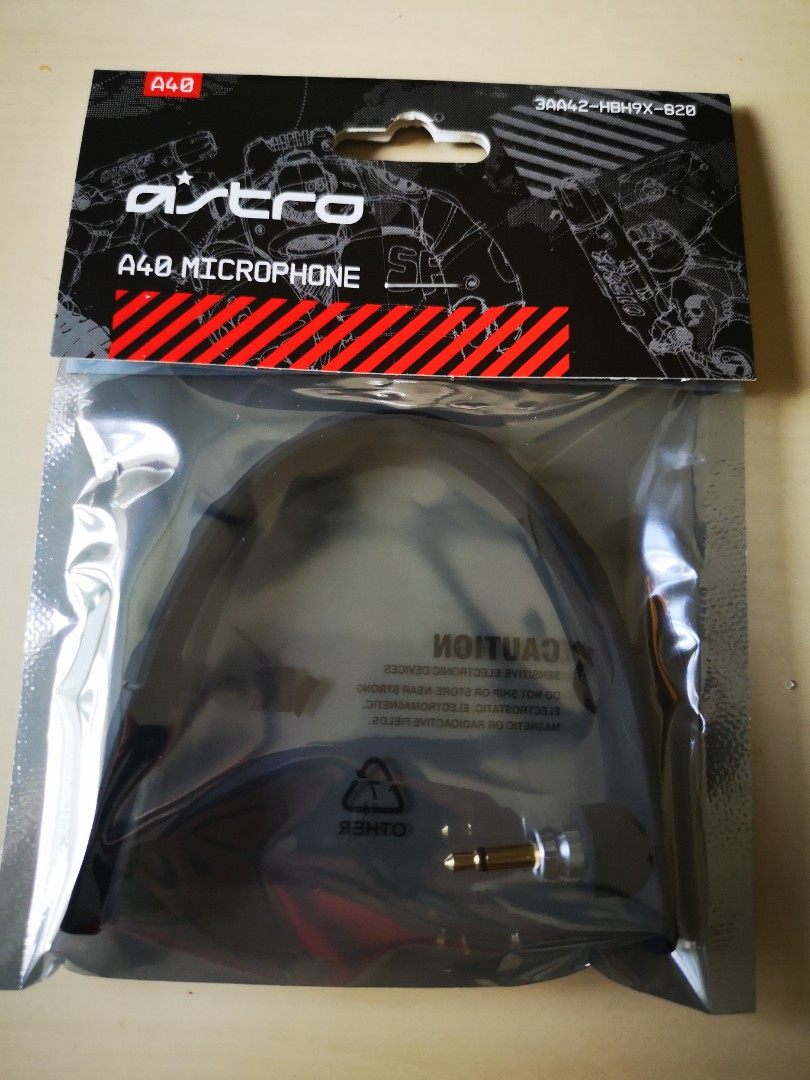 A40
3AA42-HBH9X-820
astro
A40 MICROPHONE
CAUTION
SENSITIVE ELECTRONIC DEVICES
DO NOT SHIP OR STORE NEAR STRONG
ELECTROSTATIC, ELECTROMAGNETIC,
MAGNETIC OR RADIOACTIVE FIELDS.
7
OTHER